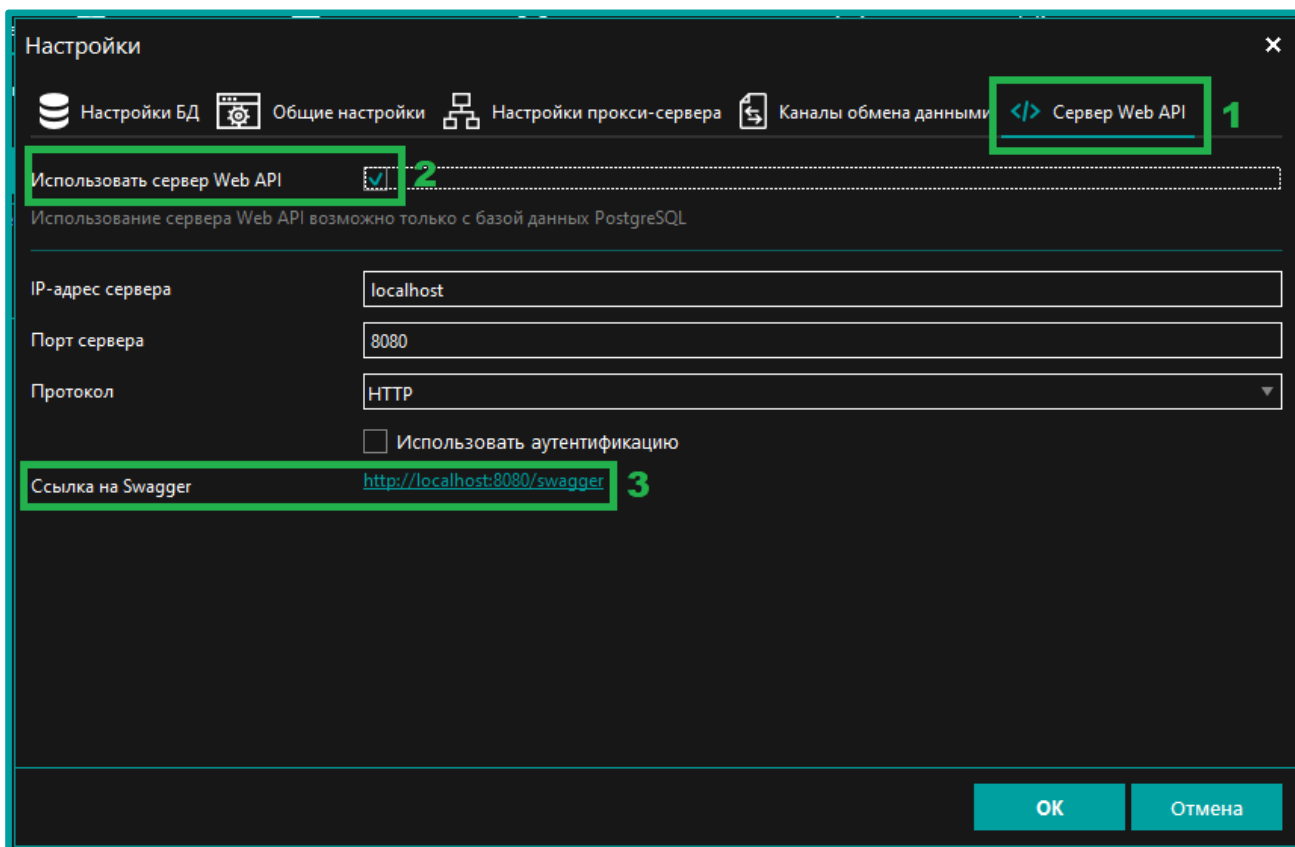 Настройки
Настройки БД Общие настройки Настройки прокси-сервера Каналы обмена данными </> Сервер Web API 1
Использовать сервер Web API 2
Использование сервера Web API возможно только с базой данных PostgreSQL
IP-адрес сервера localhost
Порт сервера 8080
Протокол HTTP
Использовать аутентификацию
Ссылка на Swagger http://localhost:8080/swagger 3
ОК Отмена